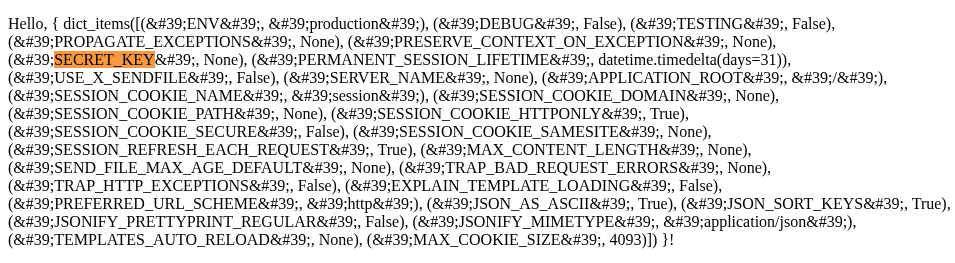 Hello, { dict_items([(&#39;ENV&#39;, &#39;production&#39;), (&#39;DEBUG&#39;, False), (&#39;TESTING&#39;, False),
(&#39;PROPAGATE_EXCEPTIONS&#39;, None), (&#39;PRESERVE_CONTEXT_ON_EXCEPTION&#39;, None),
(&#39;SECRET_KEY&#39;, None), (&#39;PERMANENT_SESSION_LIFETIME&#39;, datetime.timedelta(days=31)),
(&#39;USE_X_SENDFILE&#39;, False), (&#39;SERVER_NAME&#39;, None), (&#39;APPLICATION_ROOT&#39;, &#39;/&#39;),
(&#39;SESSION_COOKIE_NAME&#39;, &#39;session&#39;), (&#39;SESSION_COOKIE_DOMAIN&#39;, None),
(&#39;SESSION_COOKIE_PATH&#39;, None), (&#39;SESSION_COOKIE_HTTPONLY&#39;, True),
(&#39;SESSION_COOKIE_SECURE&#39;, False), (&#39;SESSION_COOKIE_SAMESITE&#39;, None),
(&#39;SESSION_REFRESH_EACH_REQUEST&#39;, True), (&#39;MAX_CONTENT_LENGTH&#39;, None),
(&#39;SEND_FILE_MAX_AGE_DEFAULT&#39;, None), (&#39;TRAP_BAD_REQUEST_ERRORS&#39;, None),
(&#39;TRAP_HTTP_EXCEPTIONS&#39;, False), (&#39;EXPLAIN_TEMPLATE_LOADING&#39;, False),
(&#39;PREFERRED_URL_SCHEME&#39;, &#39;http&#39;), (&#39;JSON_AS_ASCII&#39;, True), (&#39;JSON_SORT_KEYS&#39;, True),
(&#39;JSONIFY_PRETTYPRINT_REGULAR&#39;, False), (&#39;JSONIFY_MIMETYPE&#39;, &#39;application/json&#39;),
(&#39;TEMPLATES_AUTO_RELOAD&#39;, None), (&#39;MAX_COOKIE_SIZE&#39;, 4093)]) }!